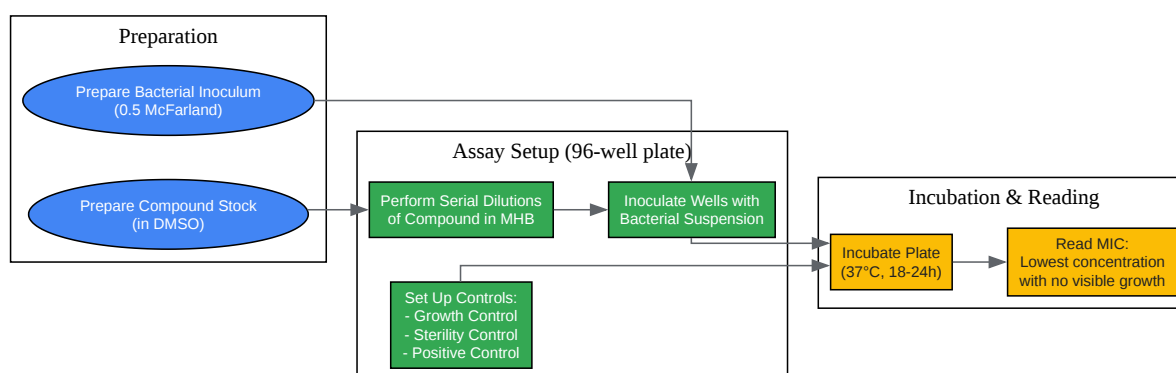 Preparation
Prepare Bacterial Inoculum
(0.5 McFarland)
Prepare Compound Stock
(in DMSO)
Assay Setup (96-well plate)
Perform Serial Dilutions
of Compound in MHB
Inoculate Wells with
Bacterial Suspension
Set Up Controls:
- Growth Control
- Sterility Control
- Positive Control
Incubation & Reading
Incubate Plate
(37°C, 18-24h)
Read MIC:
Lowest concentration
with no visible growth